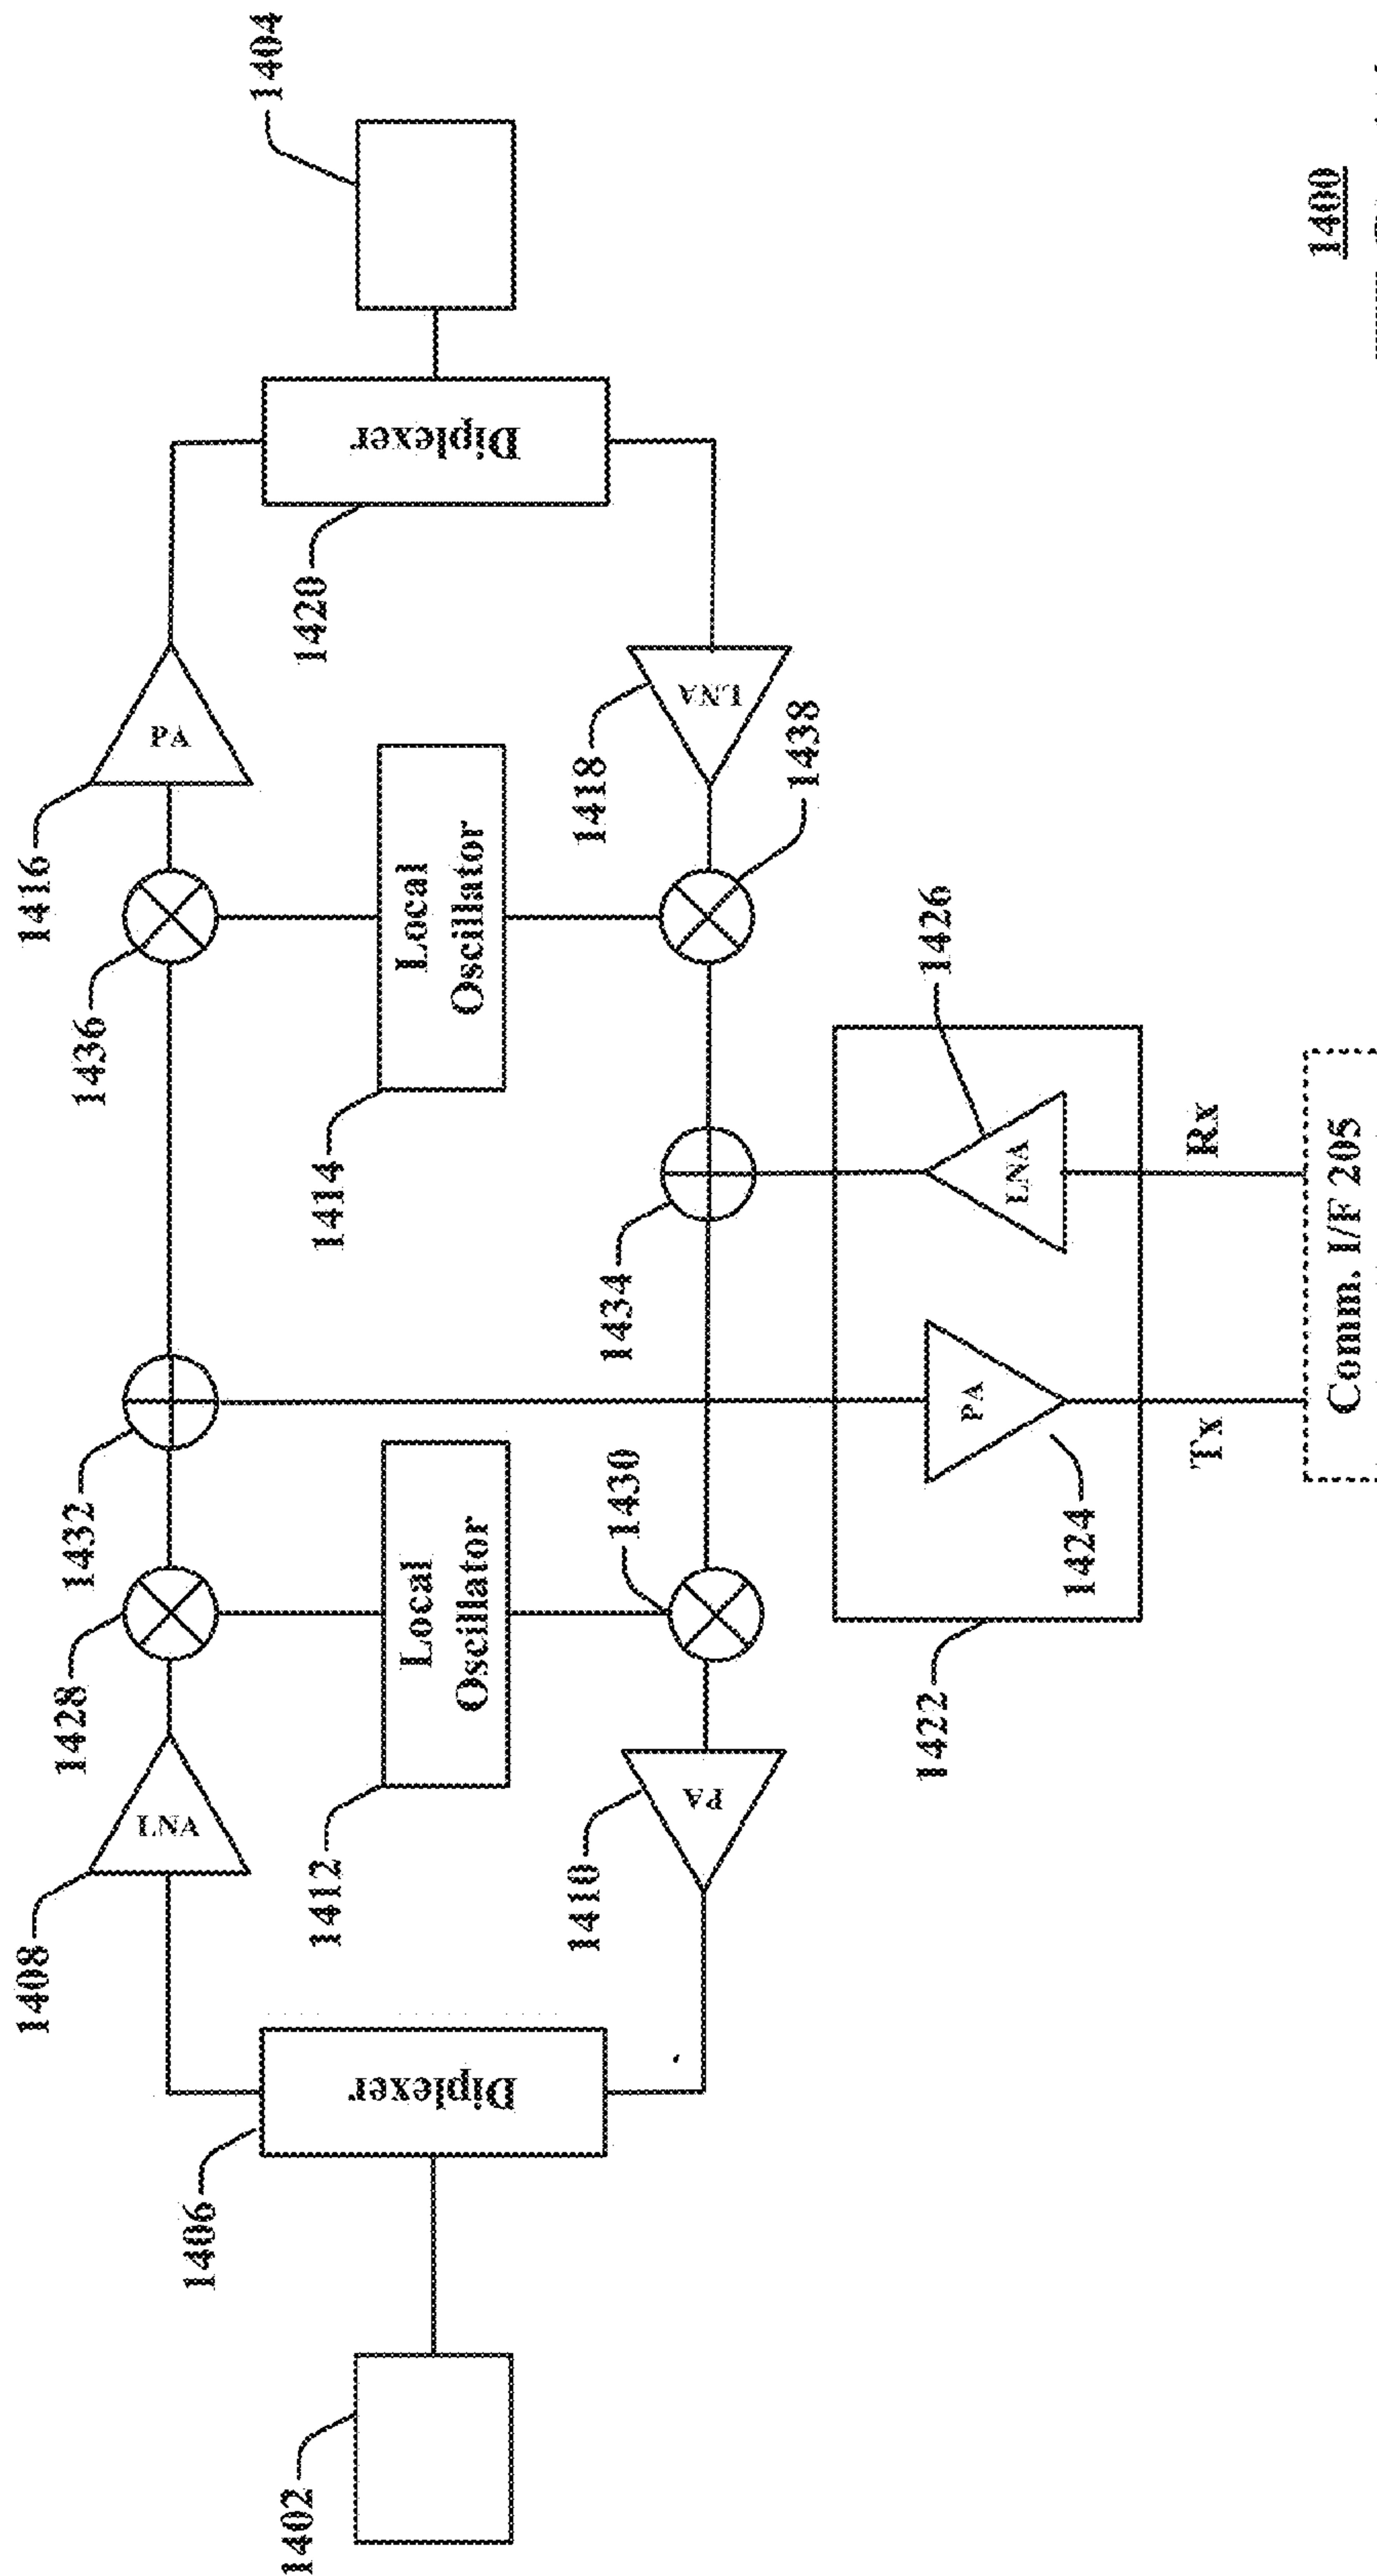 1404
1416
PA
1436
1420
Diplexer
1414
Local
Oscillator
1418
LNA
1438
1432
1434
1426
LNA
Rx
1428
1412
Local
Oscillator
1430
PA
1424
Tx
1422
Comm. I/F 205
1408
LNA
1410
PA
1406
Diplexer
1402
1400